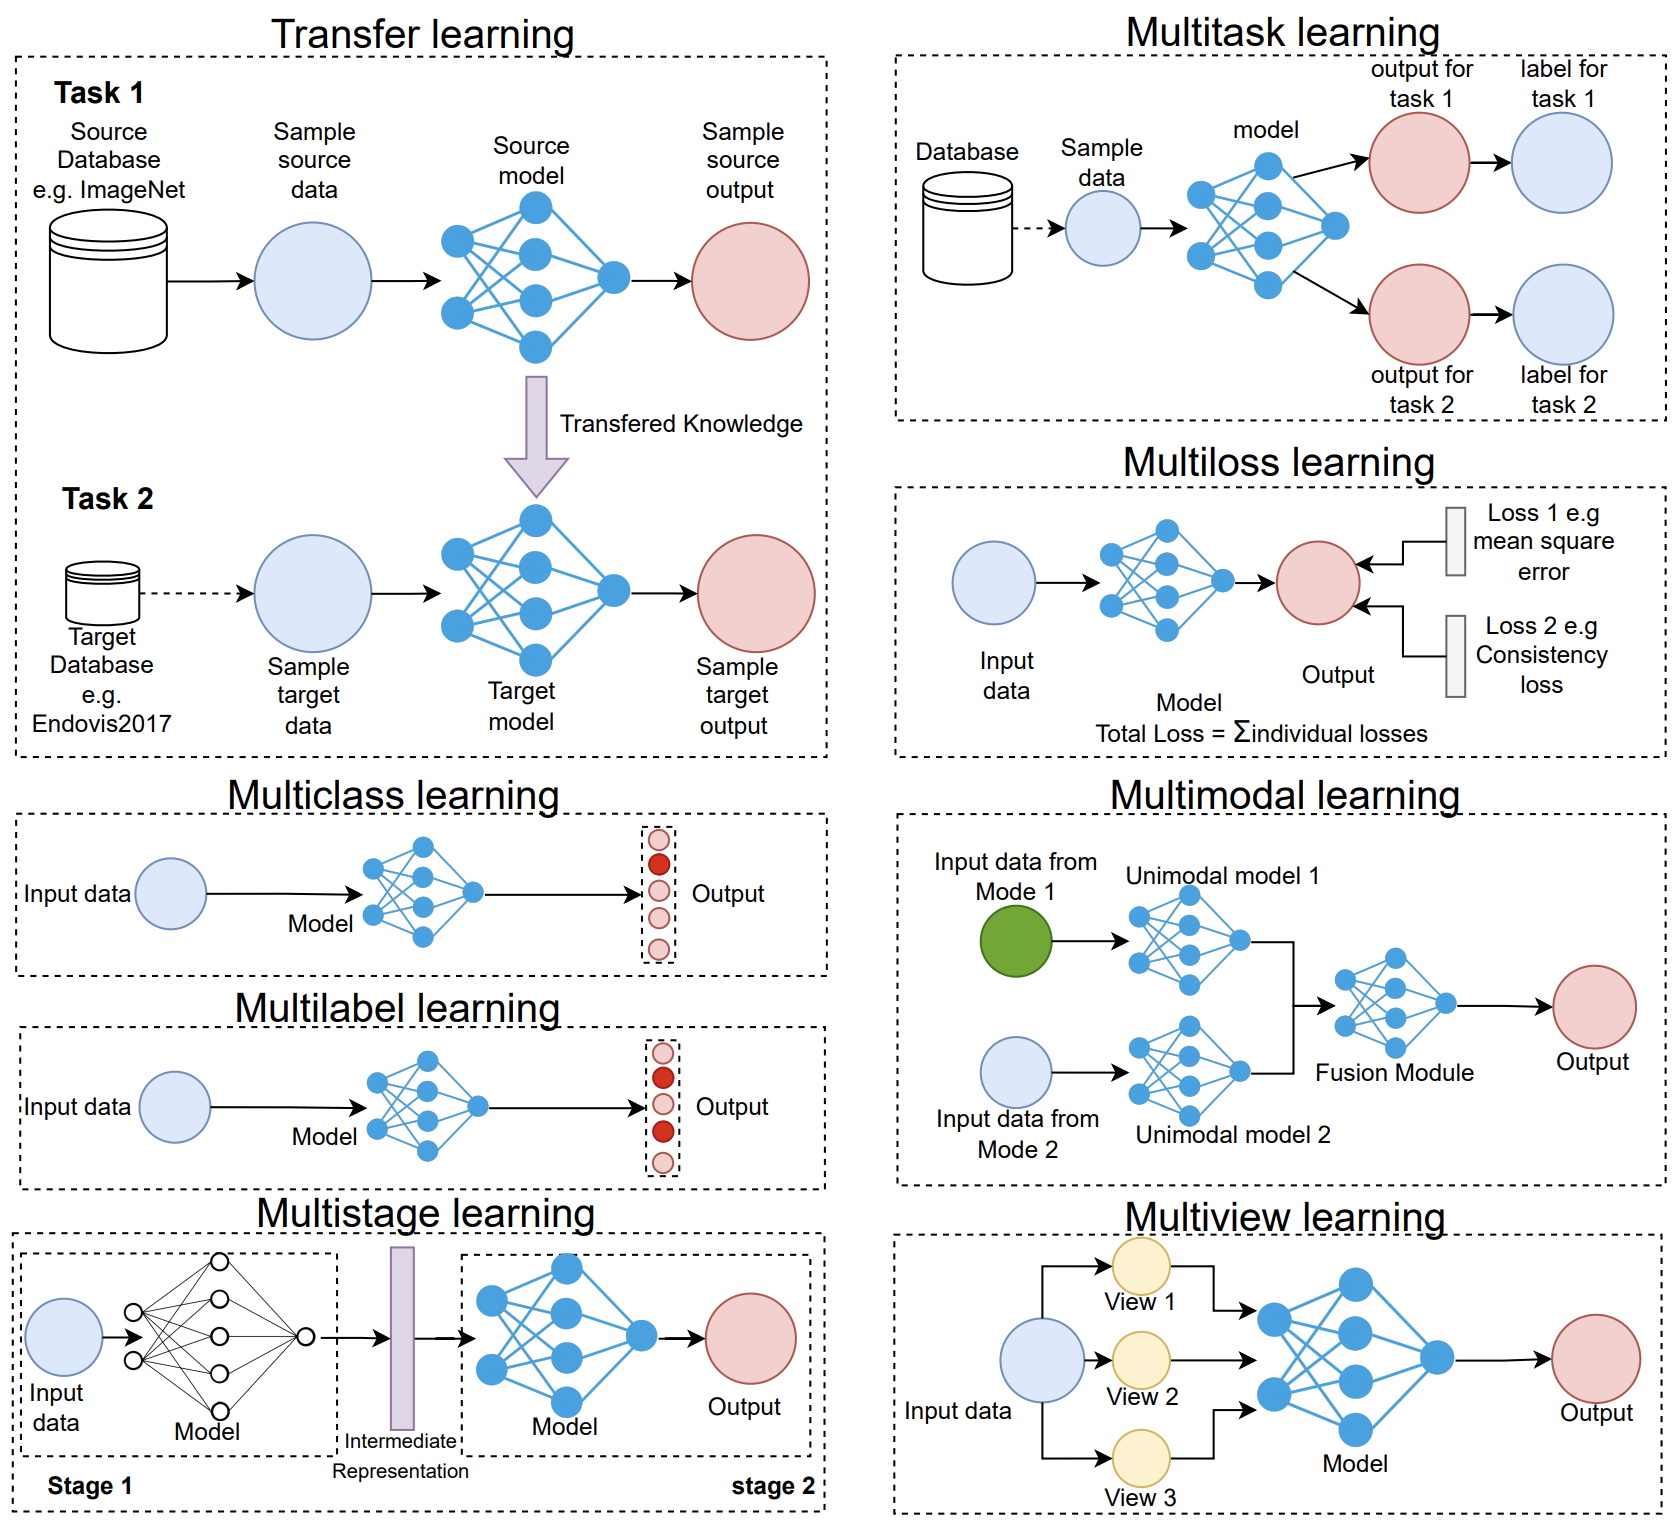 Transfer learning
Task 1
Source
Database
e.g. ImageNet
Sample
source
data
Source
model
Sample
source
output
Transfered Knowledge
Task 2
Target
Database
e.g.
Endovis2017
Sample
target
data
Target
model
Sample
target
output
Multiclass learning
Input data
Model
Output
Multilabel learning
Input data
Model
Output
Multistage learning
Input
data
Model
Intermediate
Representation
Model
Output
Stage 1
stage 2
Multitask learning
Database
Sample
data
model
output for
task 1
label for
task 1
output for
task 2
label for
task 2
Multiloss learning
Input
data
Model
Output
Loss 1 e.g
mean square
error
Loss 2 e.g
Consistency
loss
Total Loss = Σindividual losses
Multimodal learning
Input data from
Mode 1
Unimodal model 1
Input data from
Mode 2
Unimodal model 2
Fusion Module
Output
Multiview learning
Input data
View 1
View 2
View 3
Model
Output